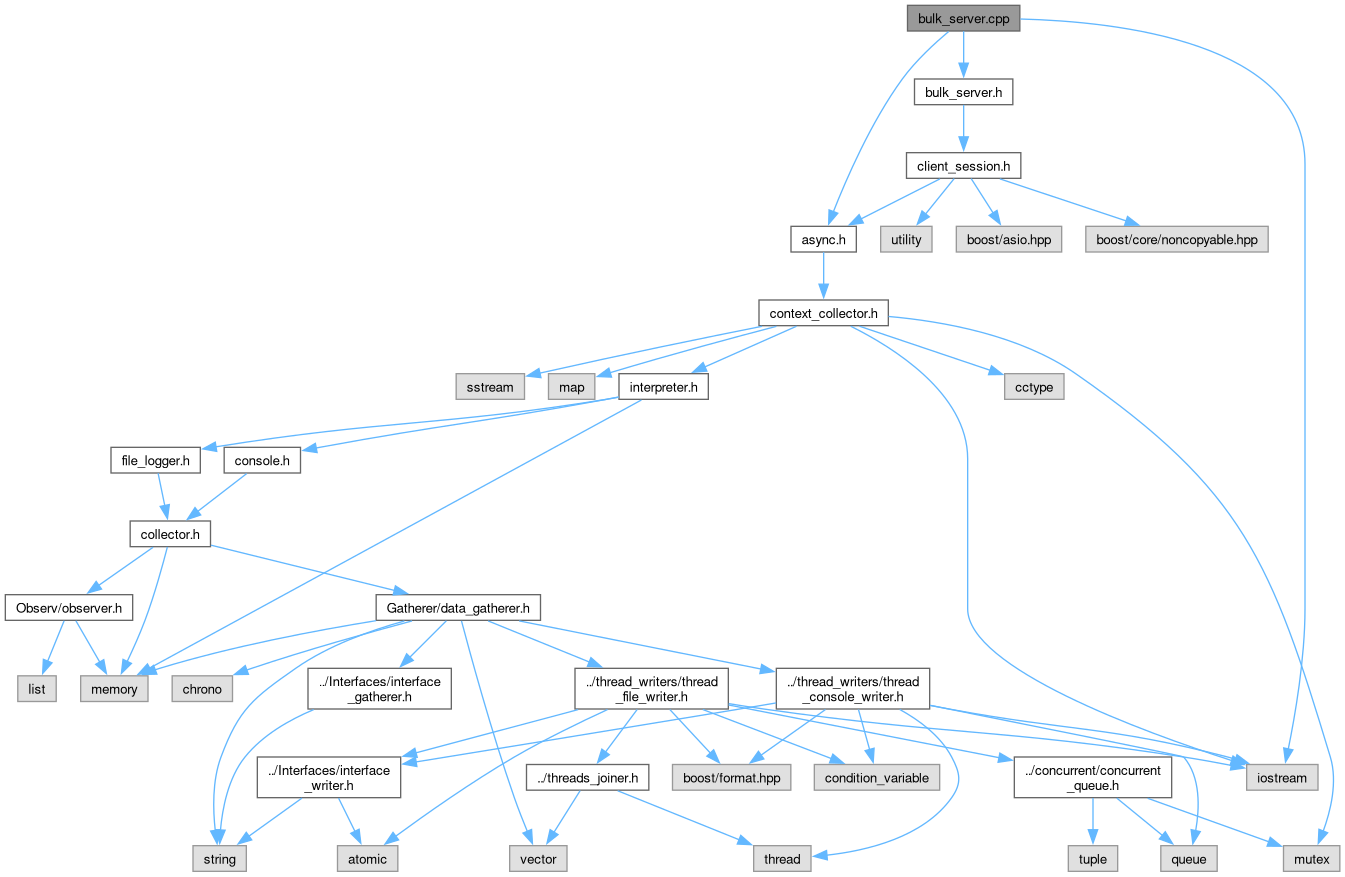 bulk_server.cpp
bulk_server.h
client_session.h
async.h
utility
boost/asio.hpp
boost/core/noncopyable.hpp
context_collector.h
sstream
map
interpreter.h
cctype
file_logger.h
console.h
collector.h
Observ/observer.h
Gatherer/data_gatherer.h
list
memory
chrono
../Interfaces/interface
_gatherer.h
../thread_writers/thread
_file_writer.h
../thread_writers/thread
_console_writer.h
../Interfaces/interface
_writer.h
../threads_joiner.h
boost/format.hpp
condition_variable
../concurrent/concurrent
_queue.h
iostream
string
atomic
vector
thread
tuple
queue
mutex